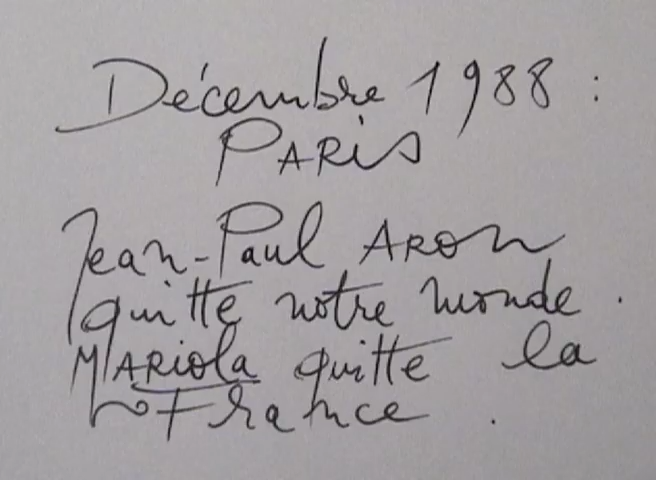 Décembre 1988 :
PARiS
Jean-Paul ARON
quitte notre monde.
MARiola quitte la
France.